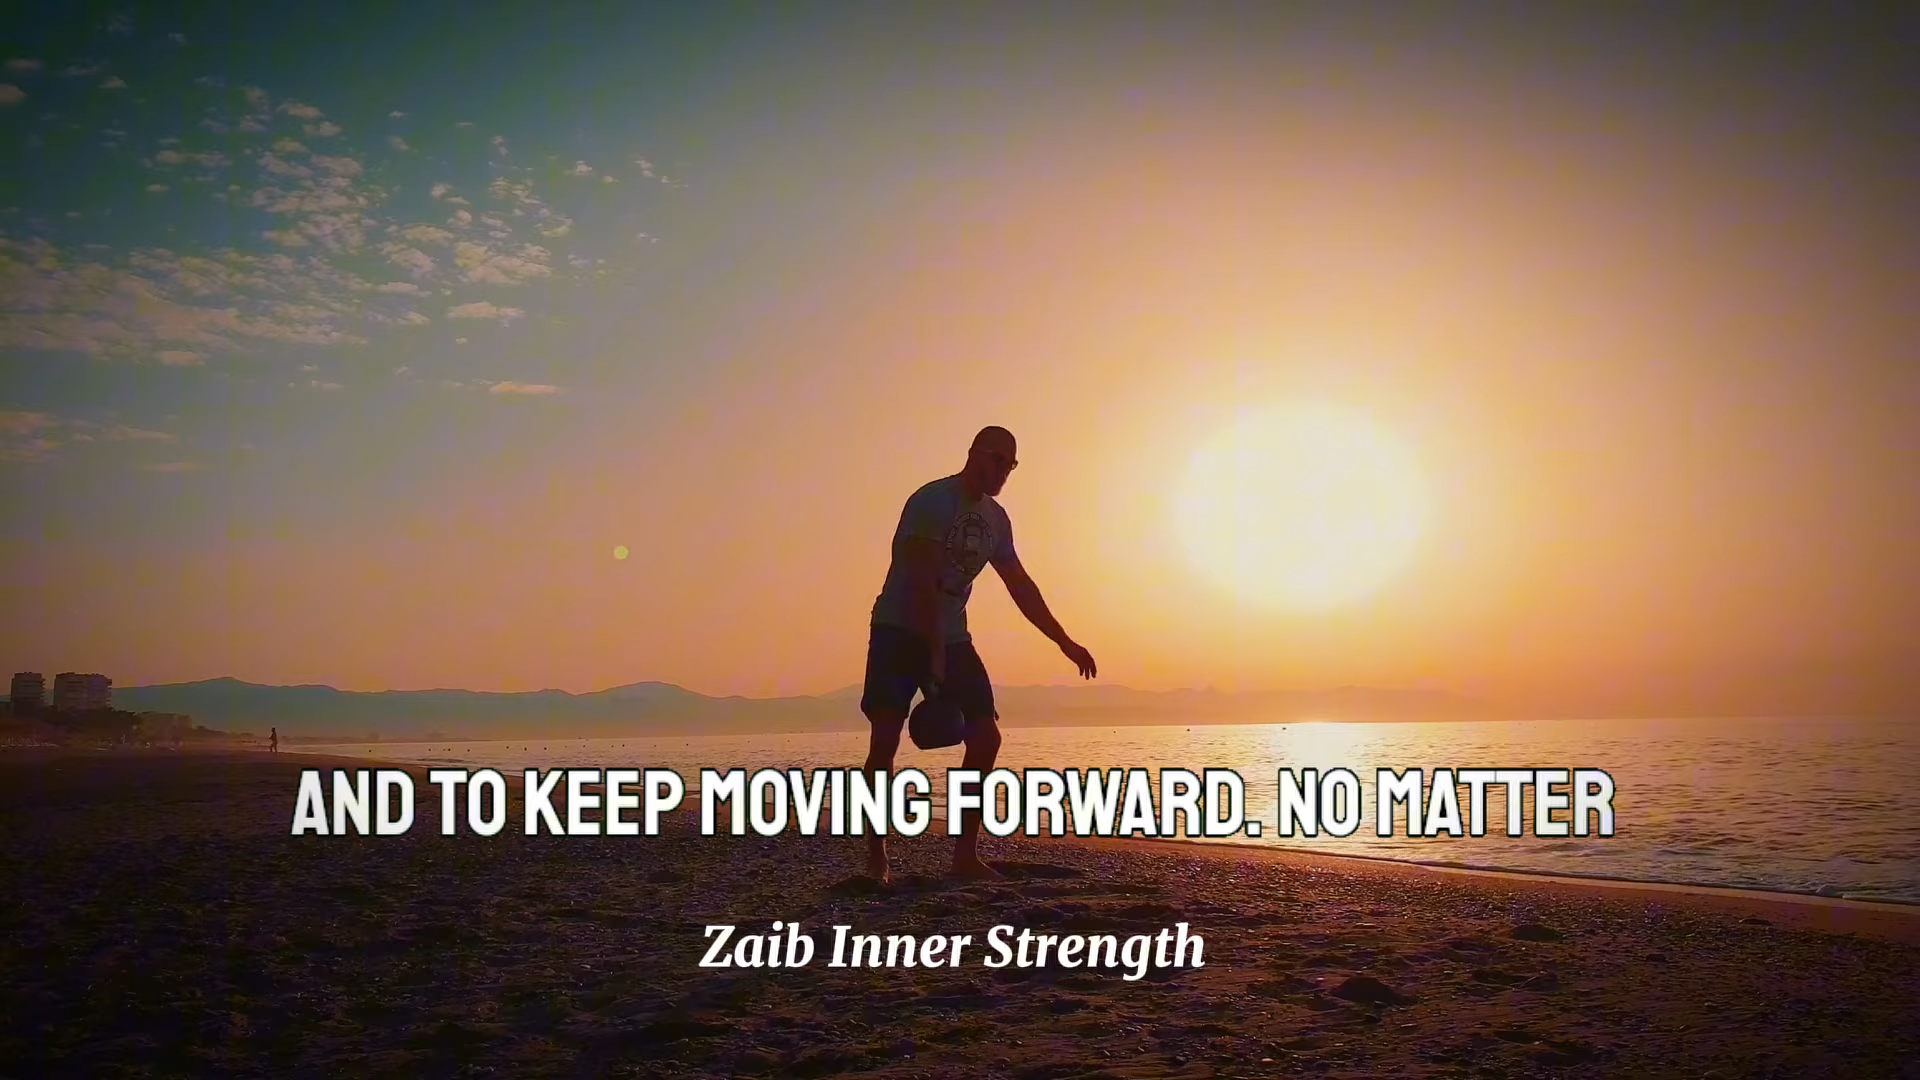 AND TO KEEP MOVING FORWARD. NO MATTER
Zaib Inner Strength